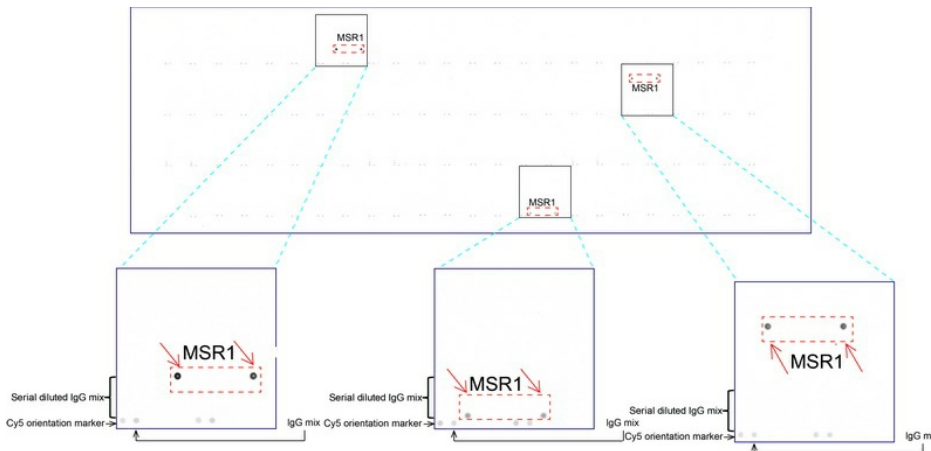 MSR1
MSR1
MSR1
MSR1
Serial diluted IgG mix
Cy5 orientation marker
IgG mix
MSR1
Serial diluted IgG mix
Cy5 orientation marker
IgG mix
MSR1
Serial diluted IgG mix
Cy5 orientation marker
IgG m